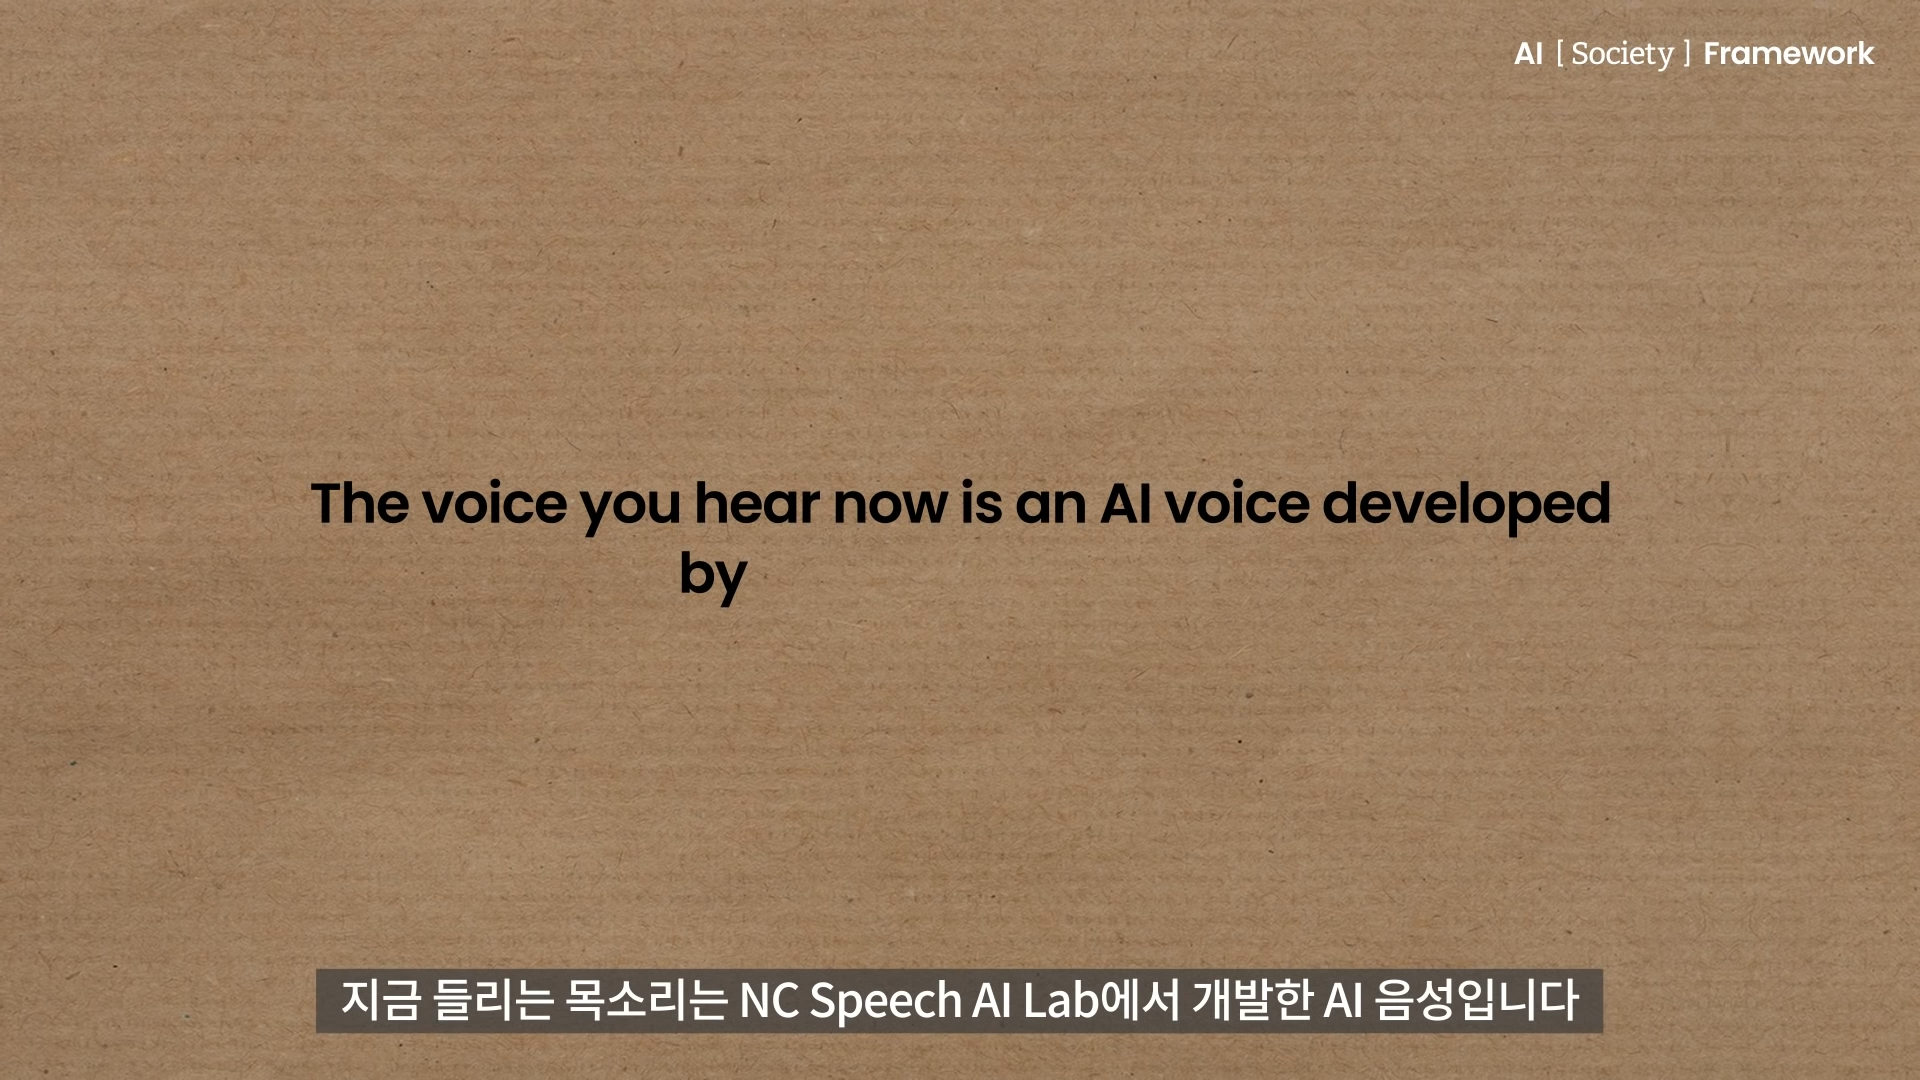 AI [ Society ] Framework
The voice you hear now is an AI voice developed
by
지금 들리는 목소리는 NC Speech AI Lab에서 개발한 AI 음성입니다